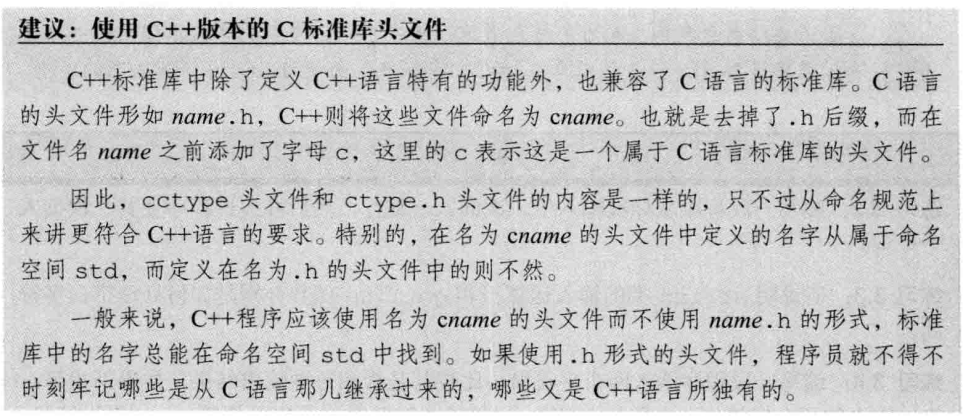 建议：使用 C++版本的 C 标准库头文件
C++标准库中除了定义 C++语言特有的功能外，也兼容了 C 语言的标准库。C 语言
的头文件形如 name.h，C++则将这些文件命名为 cname。也就是去掉了.h 后缀，而在
文件名 name 之前添加了字母 c，这里的 c 表示这是一个属于 C 语言标准库的头文件。
因此，cctype 头文件和 ctype.h 头文件的内容是一样的，只不过从命名规范上
来讲更符合 C++语言的要求。特别的，在名为 cname 的头文件中定义的名字从属于命名
空间 std，而定义在名为.h 的头文件中的则不然。
一般来说，C++程序应该使用名为 cname 的头文件而不使用 name.h 的形式，标准
库中的名字总能在命名空间 std 中找到。如果使用.h 形式的头文件，程序员就不得不
时刻牢记哪些是从 C 语言那儿继承过来的，哪些又是 C++语言所独有的。